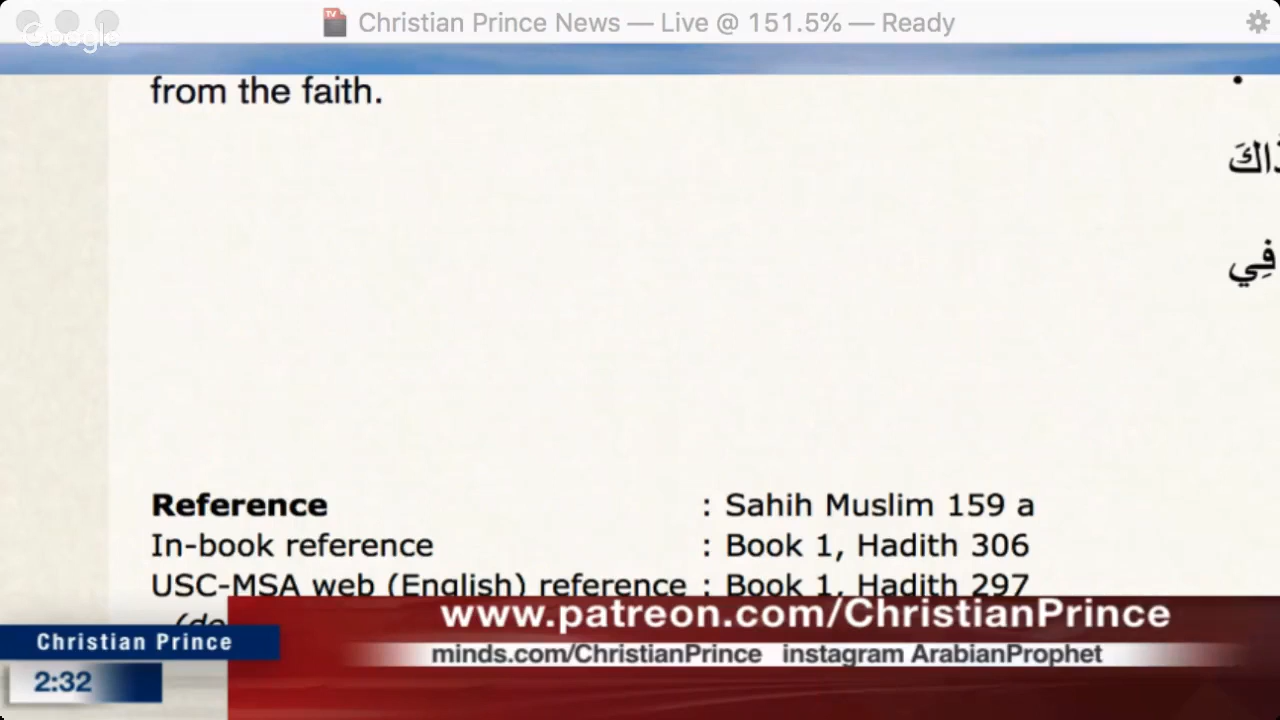 Christian Prince News — Live @ 151.5% — Ready
Google
from the faith.
فِي
Reference : Sahih Muslim 159 a
In-book reference : Book 1, Hadith 306
USC-MSA web (English) reference : Book 1, Hadith 297
www.patreon.com/ChristianPrince
Christian Prince
minds.com/ChristianPrince instagram ArabianProphet
2:32